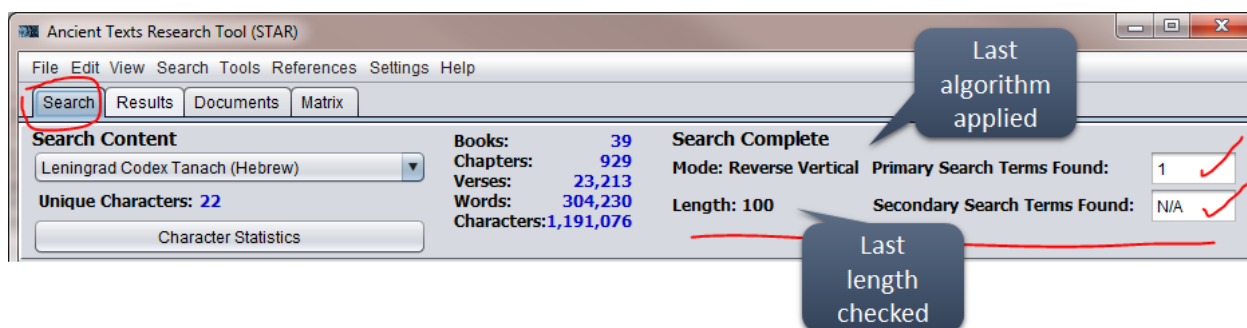 Ancient Texts Research Tool (STAR)
File Edit View Search Tools References Settings Help
Search Results Documents Matrix
Search Content
Leningrad Codex Tanach (Hebrew)
Unique Characters: 22
Character Statistics
Books: 39
Chapters: 929
Verses: 23,213
Words: 304,230
Characters:1,191,076
Search Complete
Mode: Reverse Vertical Primary Search Terms Found: 1
Length: 100 Secondary Search Terms Found: N/A
Last
algorithm
applied
Last
length
checked